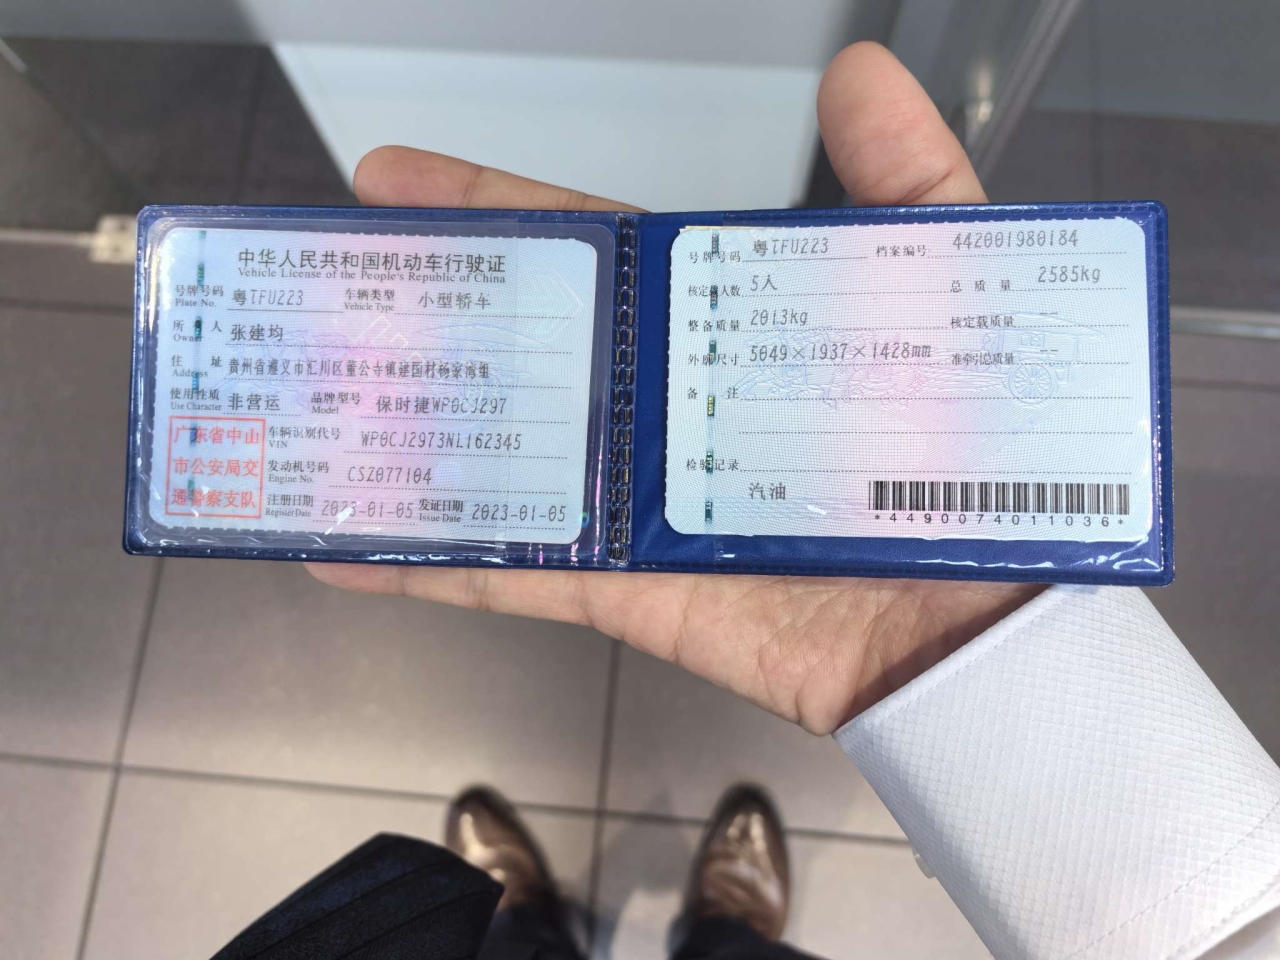 中华人民共和国机动车行驶证
Vehicle License of the People's Republic of China
号牌号码 粤TFU223 车辆类型 小型轿车
Plate No. Vehicle Type
所有人 张建均
Owner
住址 贵州省遵义市汇川区董公寺镇建国村杨家湾组
Address
使用性质 非营运 品牌型号 保时捷WP0CJ297
Use Character Model
广东省中山
市公安局交
通警察支队
车辆识别代号 WP0CJ2973NL162345
VIN
发动机号码 CSZ077104
Engine No.
注册日期 2023-01-05 发证日期 2023-01-05
Register Date Issue Date
号牌号码 粤TFU223 档案编号 442001980184
核定载人数 5人 总质量 2585kg
整备质量 2013kg 核定载质量 --
外廓尺寸 5049×1937×1428mm 准牵引总质量 --
备注
检验记录
汽油
*4490074011036*